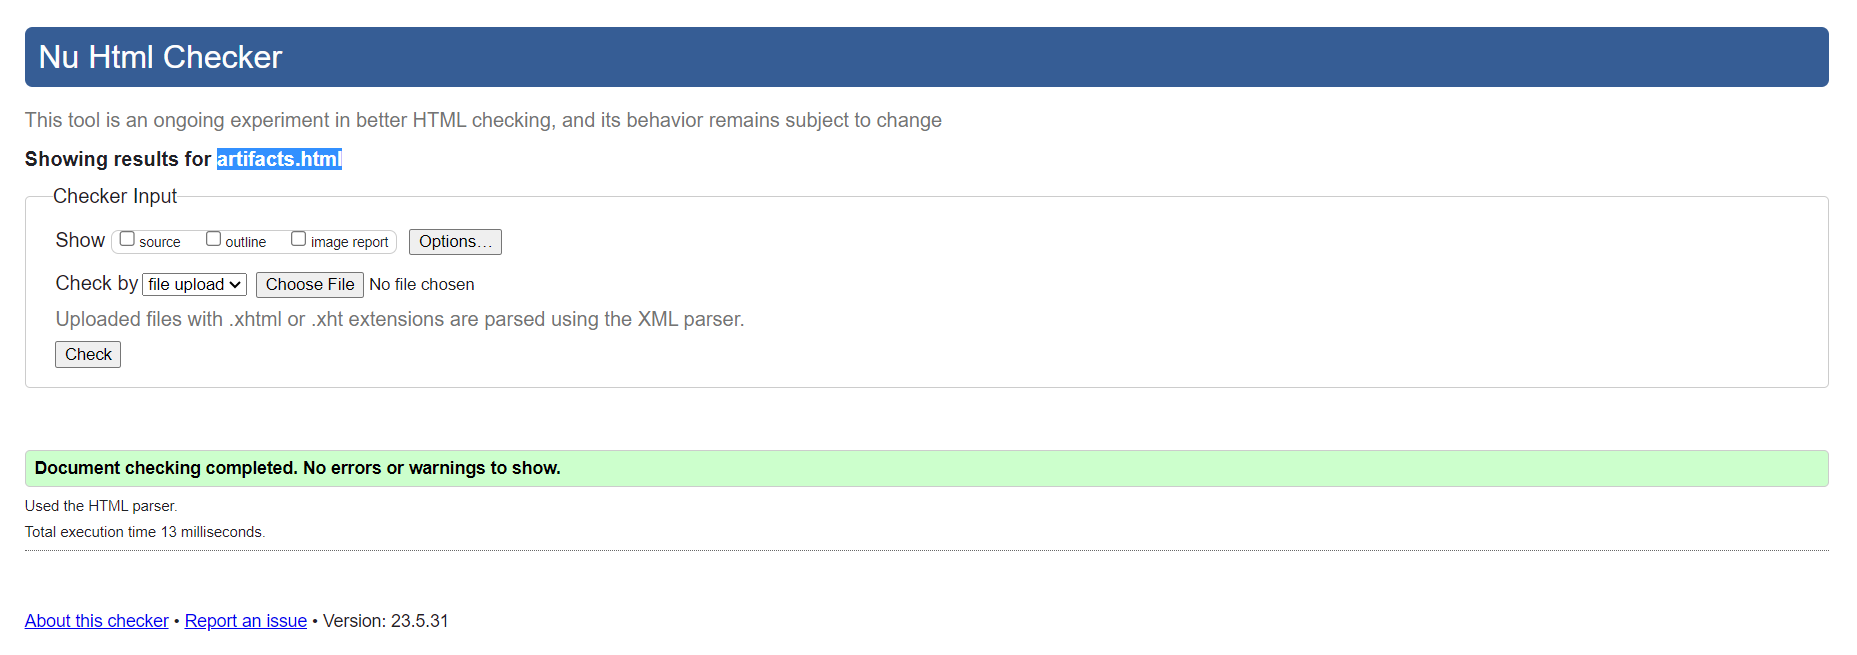 Nu Html Checker
This tool is an ongoing experiment in better HTML checking, and its behavior remains subject to change
Showing results for artifacts.html
Checker Input
Show source outline image report Options...
Check by file upload Choose File No file chosen
Uploaded files with .xhtml or .xht extensions are parsed using the XML parser.
Check
Document checking completed. No errors or warnings to show.
Used the HTML parser.
Total execution time 13 milliseconds.
About this checker • Report an issue • Version: 23.5.31